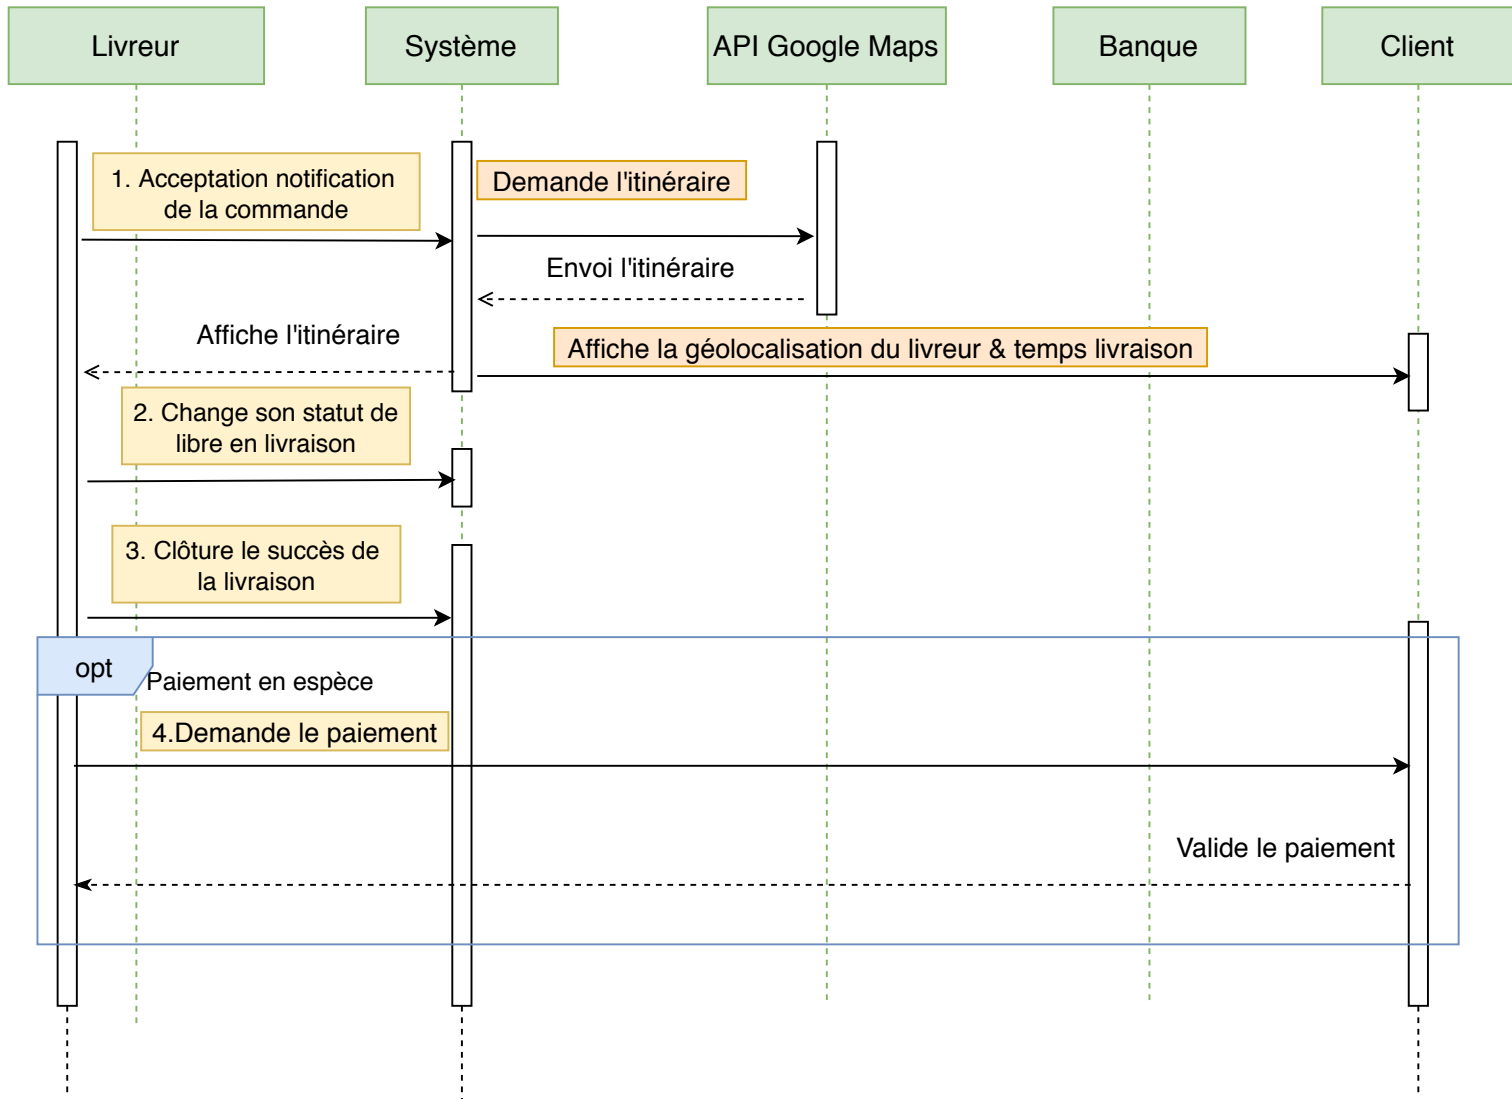 Livreur
Système
API Google Maps
Banque
Client
1. Acceptation notification
de la commande
Demande l'itinéraire
Envoi l'itinéraire
Affiche l'itinéraire
Affiche la géolocalisation du livreur & temps livraison
2. Change son statut de
libre en livraison
3. Clôture le succès de
la livraison
opt
Paiement en espèce
4.Demande le paiement
Valide le paiement